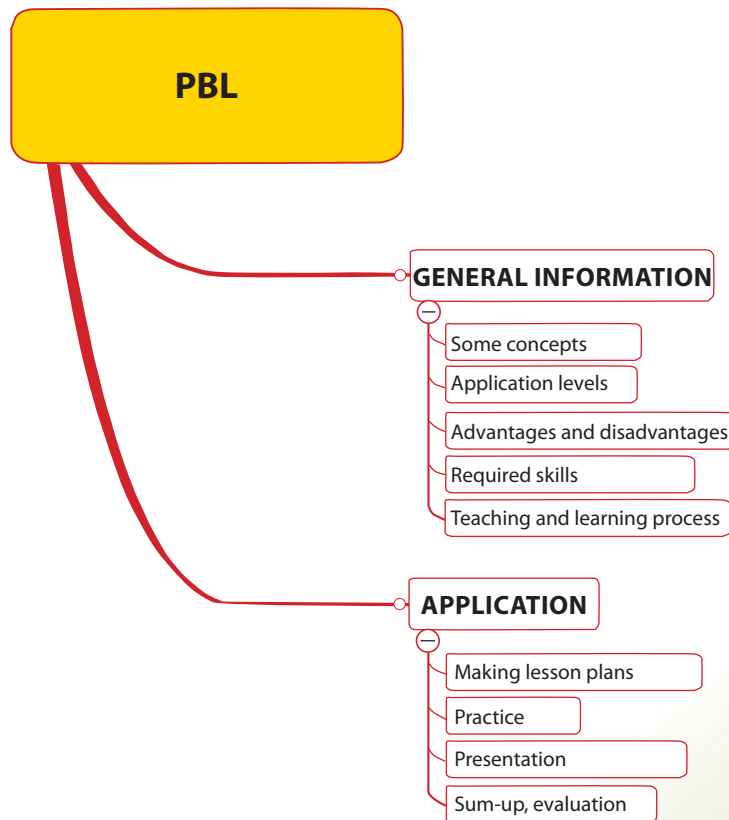 PBL
GENERAL INFORMATION
Some concepts
Application levels
Advantages and disadvantages
Required skills
Teaching and learning process
APPLICATION
Making lesson plans
Practice
Presentation
Sum-up, evaluation